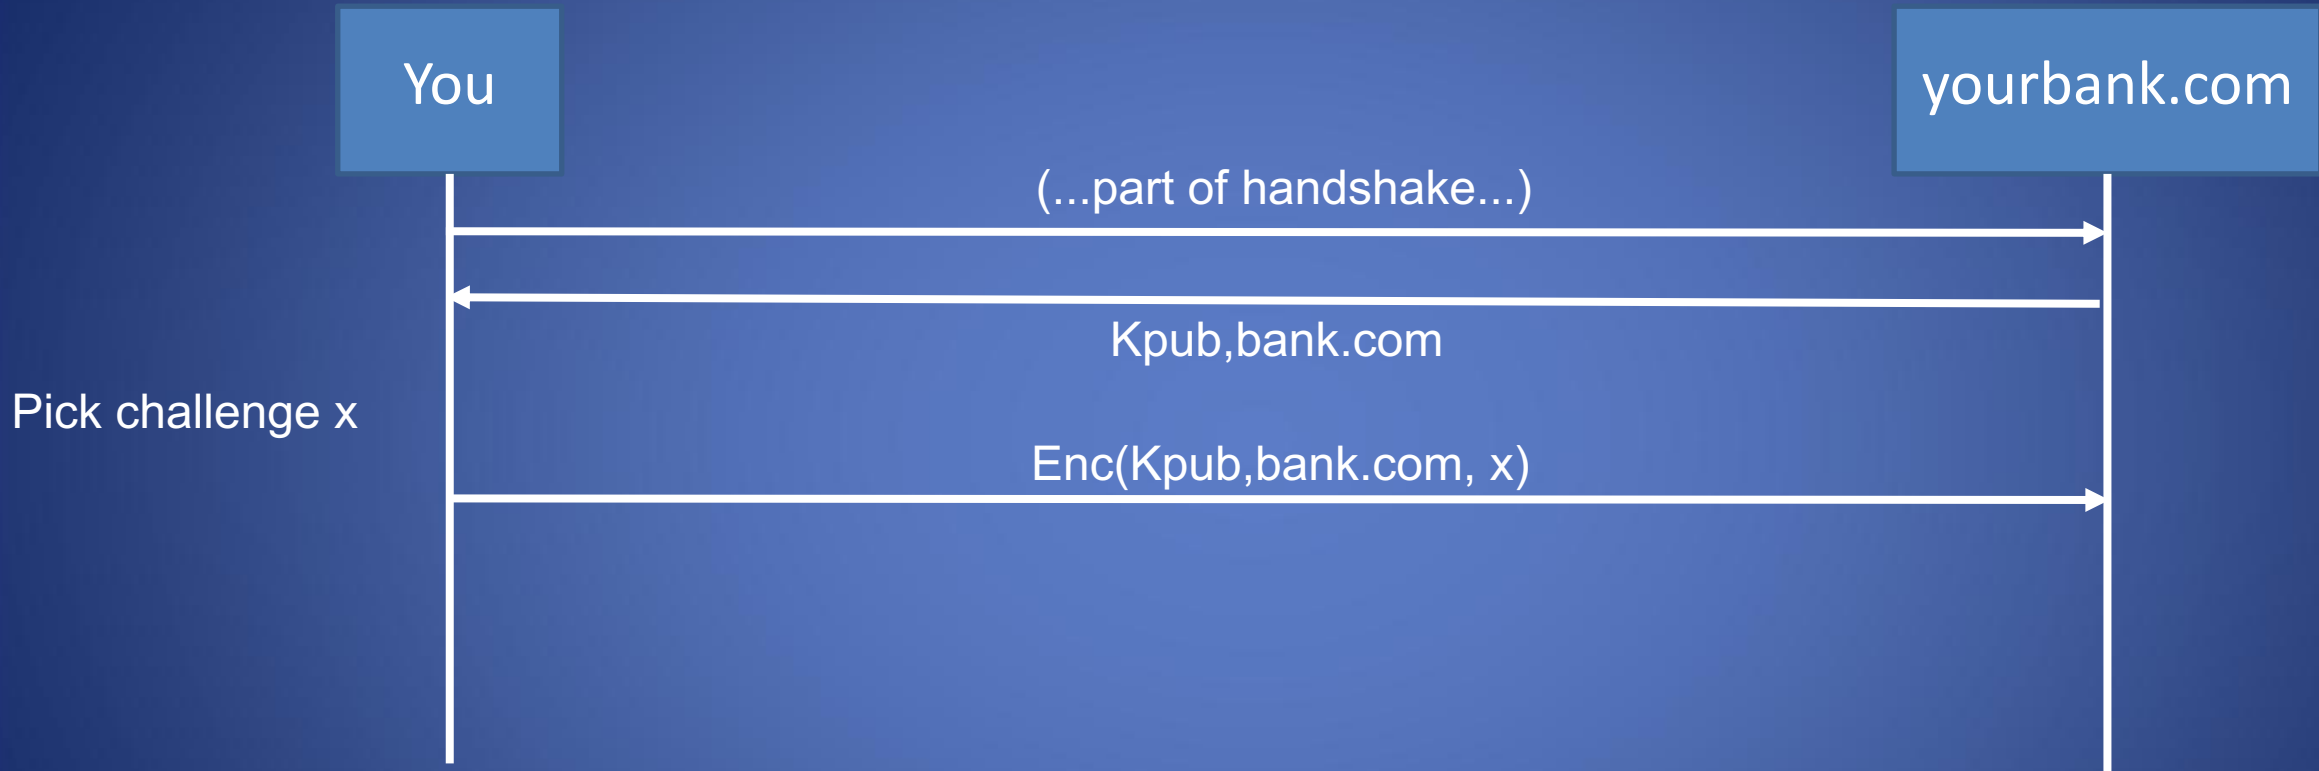 You
yourbank.com
(...part of handshake...)
Kpub,bank.com
Pick challenge x
Enc(Kpub,bank.com, x)